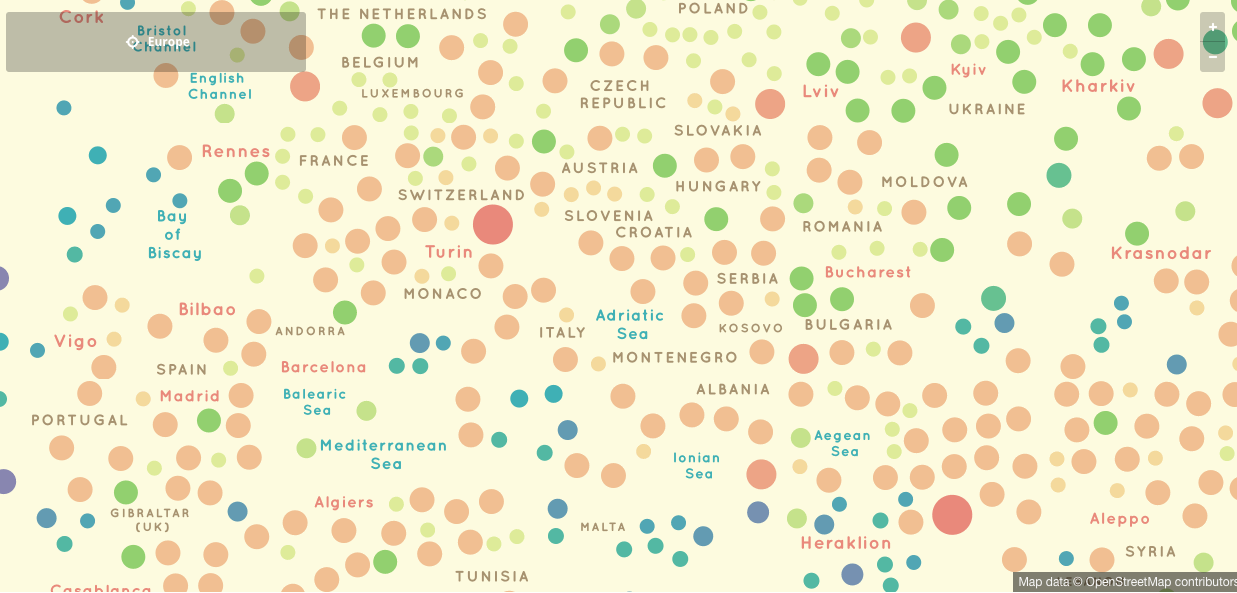 Cork
THE NETHERLANDS
POLAND
Bristol
Channel
Europe
+
−
BELGIUM
Kyiv
English
Channel
LUXEMBOURG
CZECH
REPUBLIC
Lviv
Kharkiv
UKRAINE
SLOVAKIA
Rennes
FRANCE
AUSTRIA
HUNGARY
MOLDOVA
SWITZERLAND
Bay
of
Biscay
SLOVENIA
CROATIA
ROMANIA
Turin
Krasnodar
SERBIA
Bucharest
MONACO
Bilbao
Adriatic
Sea
ANDORRA
ITALY
KOSOVO
BULGARIA
Vigo
SPAIN
Barcelona
MONTENEGRO
Madrid
Balearic
Sea
ALBANIA
PORTUGAL
Mediterranean
Sea
Aegean
Sea
Ionian
Sea
Algiers
GIBRALTAR
(UK)
MALTA
Aleppo
Heraklion
SYRIA
TUNISIA
Casablanca
Map data © OpenStreetMap contributors